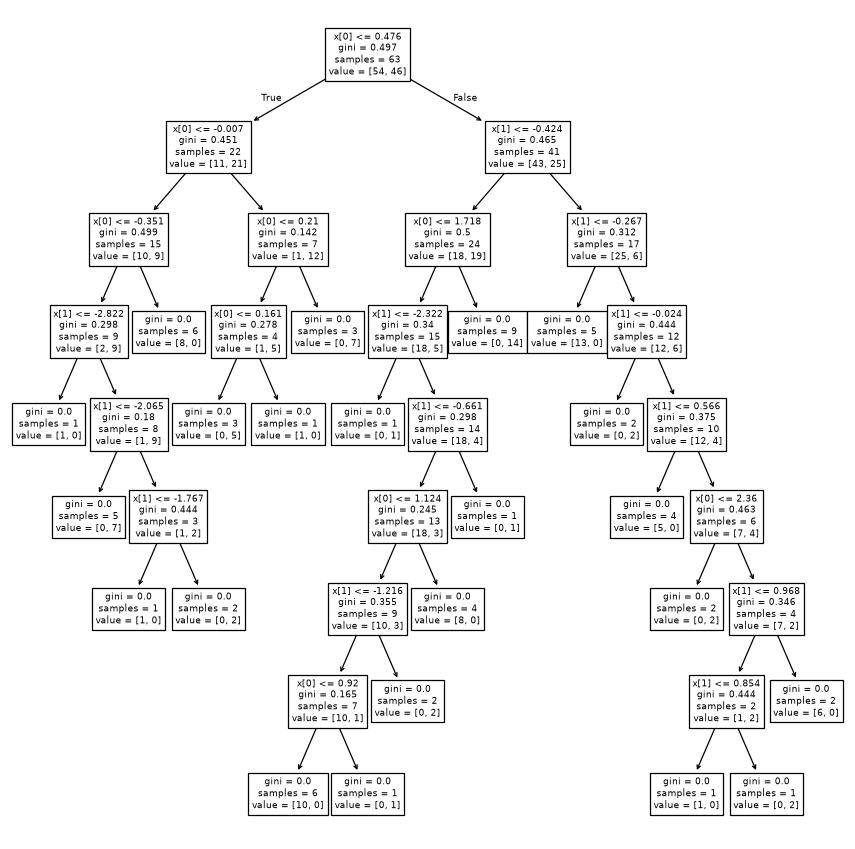 x[0] <= 0.476
gini = 0.497
samples = 63
value = [54, 46]
True
False
x[0] <= -0.007
gini = 0.451
samples = 22
value = [11, 21]
x[1] <= -0.424
gini = 0.465
samples = 41
value = [43, 25]
x[0] <= -0.351
gini = 0.499
samples = 15
value = [10, 9]
x[0] <= 0.21
gini = 0.142
samples = 7
value = [1, 12]
x[0] <= 1.718
gini = 0.5
samples = 24
value = [18, 19]
x[1] <= -0.267
gini = 0.312
samples = 17
value = [25, 6]
x[1] <= -2.822
gini = 0.298
samples = 9
value = [2, 9]
gini = 0.0
samples = 6
value = [8, 0]
x[0] <= 0.161
gini = 0.278
samples = 4
value = [1, 5]
gini = 0.0
samples = 3
value = [0, 7]
x[1] <= -2.322
gini = 0.34
samples = 15
value = [18, 5]
gini = 0.0
samples = 9
value = [0, 14]
gini = 0.0
samples = 5
value = [13, 0]
x[1] <= -0.024
gini = 0.444
samples = 12
value = [12, 6]
gini = 0.0
samples = 1
value = [1, 0]
x[1] <= -2.065
gini = 0.18
samples = 8
value = [1, 9]
gini = 0.0
samples = 3
value = [0, 5]
gini = 0.0
samples = 1
value = [1, 0]
gini = 0.0
samples = 1
value = [0, 1]
x[1] <= -0.661
gini = 0.298
samples = 14
value = [18, 4]
gini = 0.0
samples = 2
value = [0, 2]
x[1] <= 0.566
gini = 0.375
samples = 10
value = [12, 4]
gini = 0.0
samples = 5
value = [0, 7]
x[1] <= -1.767
gini = 0.444
samples = 3
value = [1, 2]
x[0] <= 1.124
gini = 0.245
samples = 13
value = [18, 3]
gini = 0.0
samples = 1
value = [0, 1]
gini = 0.0
samples = 4
value = [5, 0]
x[0] <= 2.36
gini = 0.463
samples = 6
value = [7, 4]
gini = 0.0
samples = 1
value = [1, 0]
gini = 0.0
samples = 2
value = [0, 2]
x[1] <= -1.216
gini = 0.355
samples = 9
value = [10, 3]
gini = 0.0
samples = 4
value = [8, 0]
gini = 0.0
samples = 2
value = [0, 2]
x[1] <= 0.968
gini = 0.346
samples = 4
value = [7, 2]
x[0] <= 0.92
gini = 0.165
samples = 7
value = [10, 1]
gini = 0.0
samples = 2
value = [0, 2]
x[1] <= 0.854
gini = 0.444
samples = 2
value = [1, 2]
gini = 0.0
samples = 2
value = [6, 0]
gini = 0.0
samples = 6
value = [10, 0]
gini = 0.0
samples = 1
value = [0, 1]
gini = 0.0
samples = 1
value = [1, 0]
gini = 0.0
samples = 1
value = [0, 2]